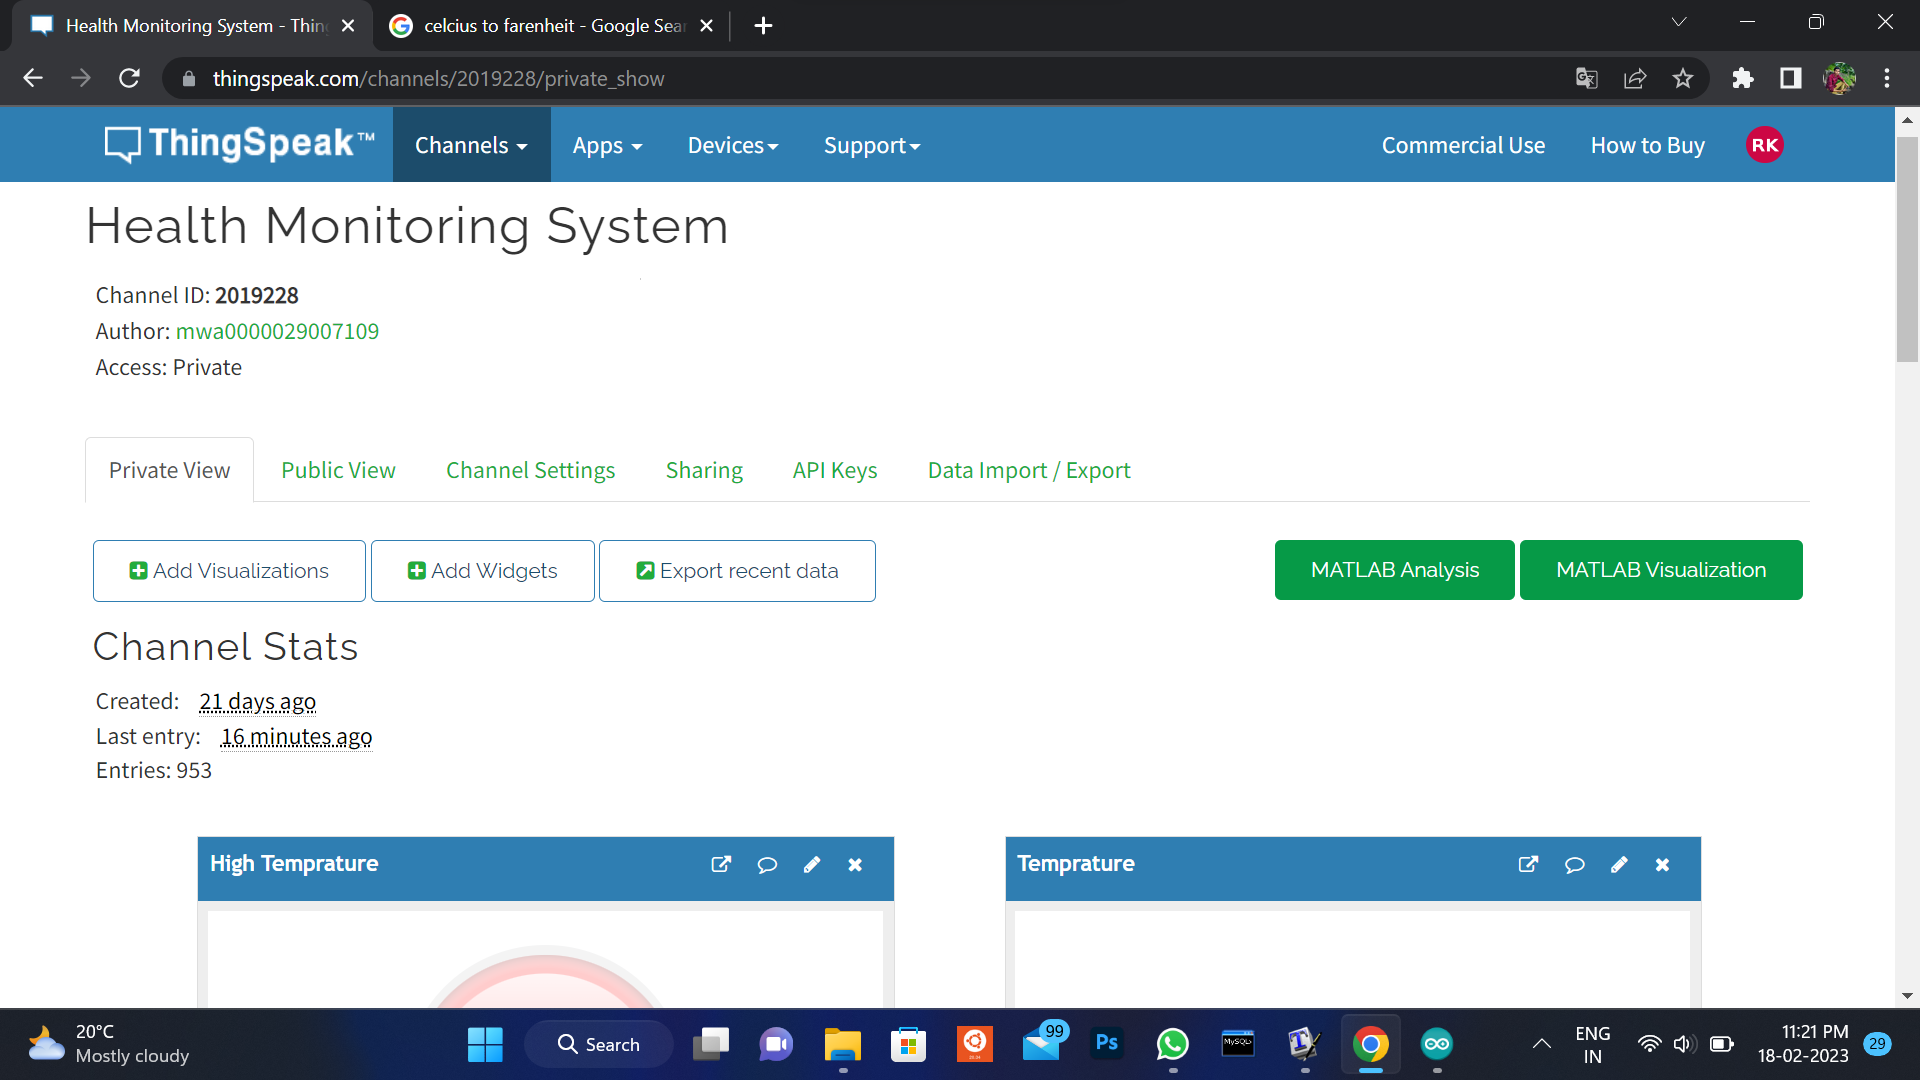 Health Monitoring System - Thin
celcius to farenheit - Google Sear
thingspeak.com/channels/2019228/private_show
ThingSpeak™
Channels
Apps
Devices
Support
Commercial Use
How to Buy
RK
Health Monitoring System
Channel ID: 2019228
Author: mwa0000029007109
Access: Private
Private View
Public View
Channel Settings
Sharing
API Keys
Data Import / Export
Add Visualizations
Add Widgets
Export recent data
MATLAB Analysis
MATLAB Visualization
Channel Stats
Created: 21 days ago
Last entry: 16 minutes ago
Entries: 953
High Temprature
Temprature
20°C
Mostly cloudy
Search
99
Ps
MySQL>
ENG
IN
11:21 PM
18-02-2023
29